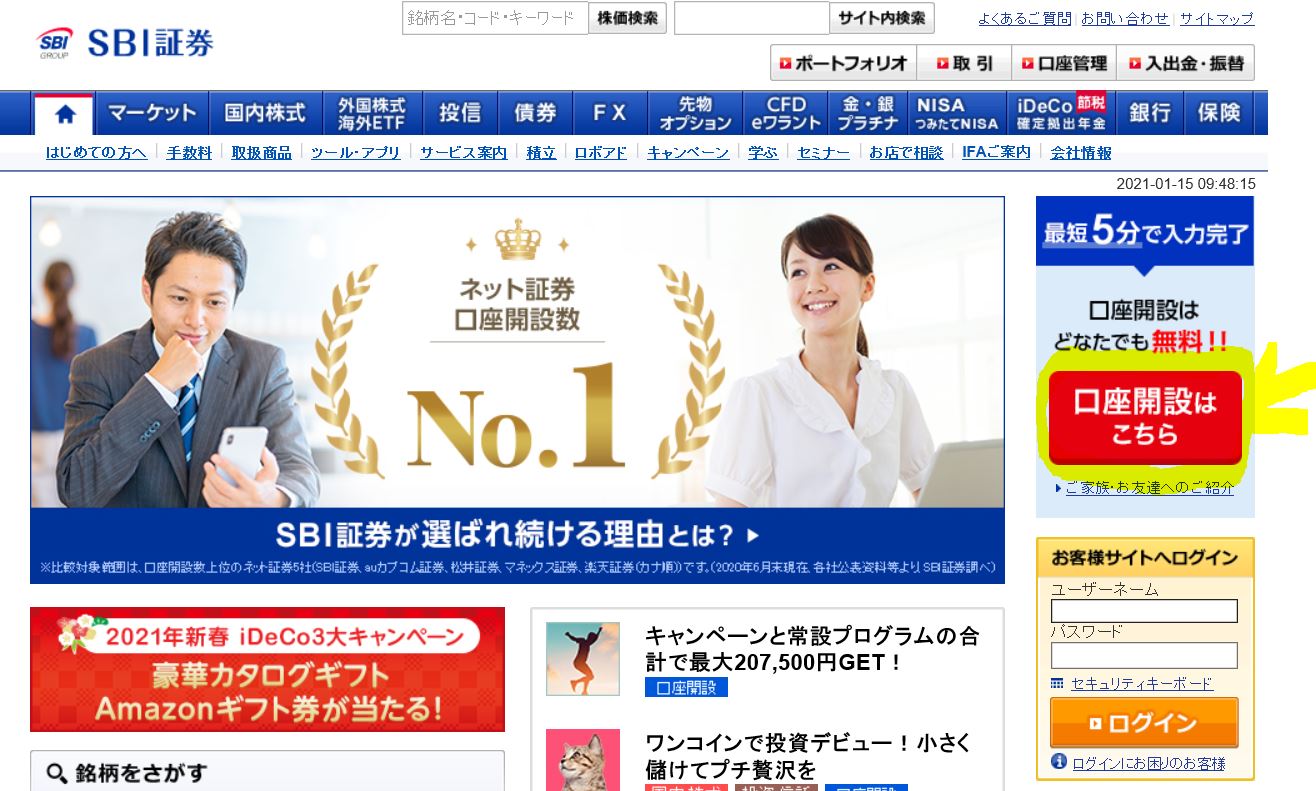 銘柄名・コード・キーワード 株価検索 サイト内検索 よくあるご質問 お問い合わせ サイトマップ
SBI GROUP SBI証券
ポートフォリオ 取引 口座管理 入出金・振替
マーケット 国内株式 外国株式 海外ETF 投信 債券 FX 先物 オプション CFD eワラント 金・銀 プラチナ NISA つみたてNISA iDeCo 節税 確定拠出年金 銀行 保険
はじめての方へ 手数料 取扱商品 ツール・アプリ サービス案内 積立 ロボアド キャンペーン 学ぶ セミナー お店で相談 IFAご案内 会社情報
2021-01-15 09:48:15
ネット証券
口座開設数
No.1
SBI証券が選ばれ続ける理由とは?
※比較対象範囲は、口座開設数上位のネット証券5社(SBI証券、auカブコム証券、松井証券、マネックス証券、楽天証券(カナ順))です。(2020年6月末現在、各社公表資料等より、SBI証券調べ)
最短5分で入力完了
口座開設は
どなたでも無料!!
口座開設は
こちら
ご家族・お友達へのご紹介
お客様サイトへログイン
ユーザーネーム
パスワード
セキュリティキーボード
ログイン
ログインにお困りのお客様
2021年新春 iDeCo3大キャンペーン
豪華カタログギフト
Amazonギフト券が当たる!
銘柄をさがす
キャンペーンと常設プログラムの合
計で最大207,500円GET！
口座開設
ワンコインで投資デビュー！小さく
儲けてプチ贅沢を
国内株式 投資信託 口座開設